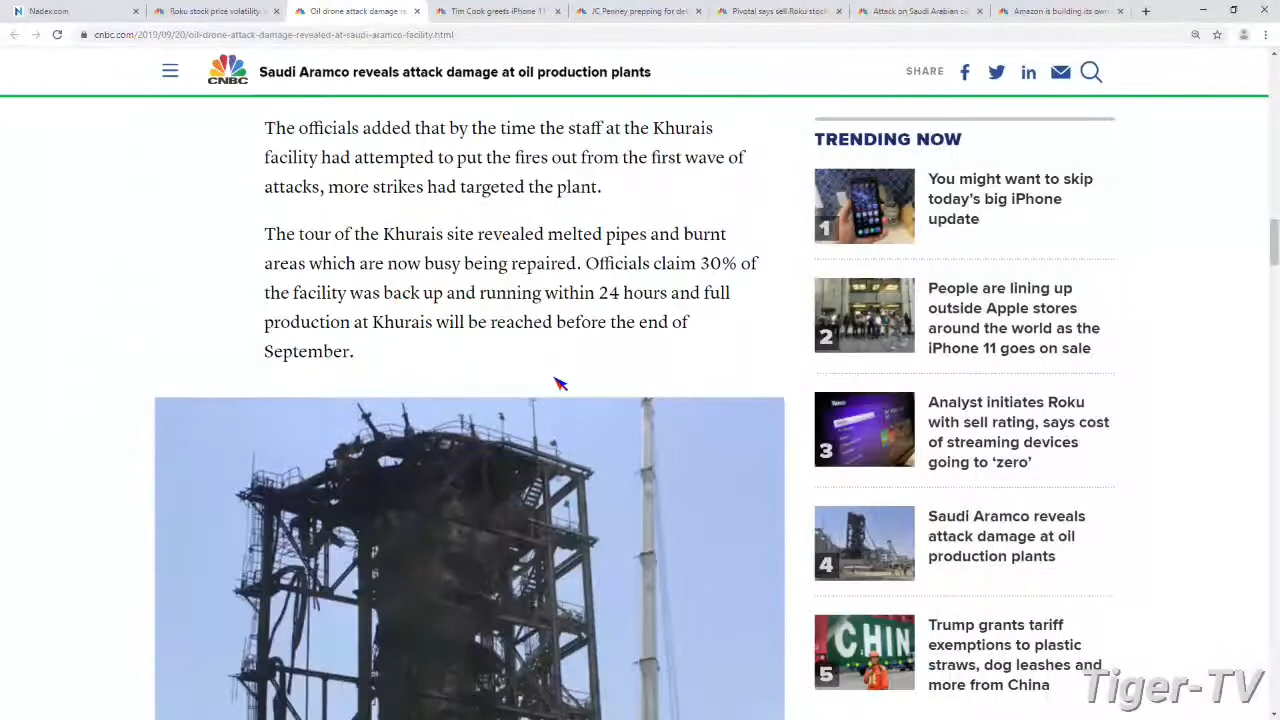 Nadex.com
Roku stock price volatility
Oil drone attack damage re
Tim Cook greets iPhone 11
JC Penney prepping for de
Pivotal says sell Roku stock
Attack on Saudi Arabian oi
Amazon is building its own
cnbc.com/2019/09/20/oil-drone-attack-damage-revealed-at-saudi-aramco-facility.html
CNBC
Saudi Aramco reveals attack damage at oil production plants
SHARE
The officials added that by the time the staff at the Khurais
facility had attempted to put the fires out from the first wave of
attacks, more strikes had targeted the plant.
The tour of the Khurais site revealed melted pipes and burnt
areas which are now busy being repaired. Officials claim 30% of
the facility was back up and running within 24 hours and full
production at Khurais will be reached before the end of
September.
TRENDING NOW
1
You might want to skip
today’s big iPhone
update
2
People are lining up
outside Apple stores
around the world as the
iPhone 11 goes on sale
3
Analyst initiates Roku
with sell rating, says cost
of streaming devices
going to ‘zero’
4
Saudi Aramco reveals
attack damage at oil
production plants
CHIN
5
Trump grants tariff
exemptions to plastic
straws, dog leashes and
more from China
Tiger-TV